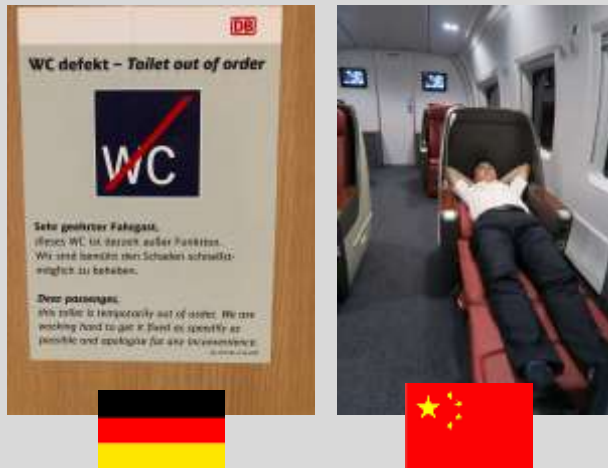 DB
WC defekt – Toilet out of order
WC
Sehr geehrter Fahrgast,
dieses WC ist derzeit außer Funktion.
Wir sind bemüht den Schaden schnellst-
möglich zu beheben.
Dear passenger,
this toilet is temporarily out of order. We are
working hard to get it fixed as speedily as
possible and apologise for any inconvenience.